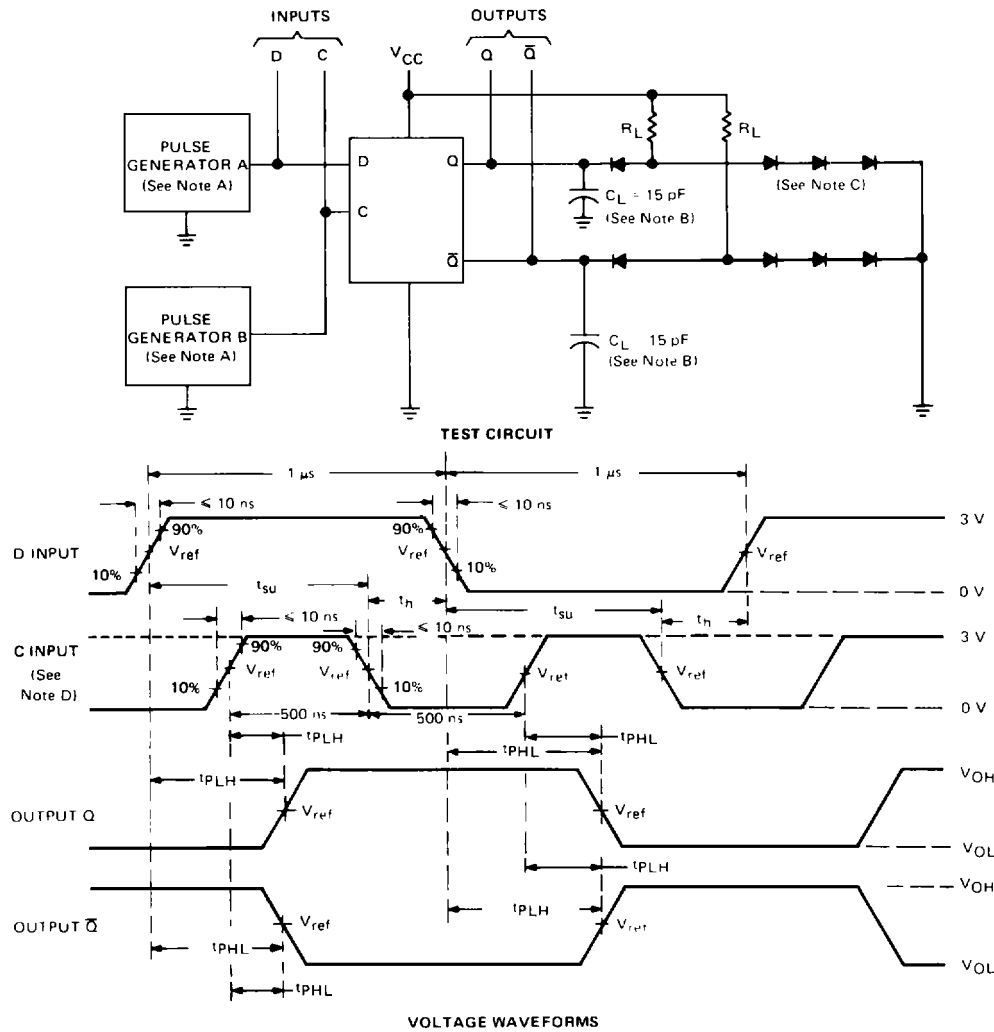 INPUTS
OUTPUTS
D
C
VCC
Q
Q̅
RL
RL
PULSE
GENERATOR A
(See Note A)
D
Q
C
Q̅
CL = 15 pF
(See Note B)
(See Note C)
PULSE
GENERATOR B
(See Note A)
CL 15 pF
(See Note B)
TEST CIRCUIT
1 µs
1 µs
≤ 10 ns
≤ 10 ns
90%
90%
3 V
D INPUT
Vref
Vref
Vref
10%
10%
tsu
0 V
th
tsu
th
≤ 10 ns
≤ 10 ns
90%
90%
3 V
C INPUT
(See
Note D)
Vref
Vref
Vref
Vref
10%
10%
0 V
500 ns
500 ns
tPLH
tPHL
tPHL
tPLH
VOH
OUTPUT Q
Vref
Vref
VOL
tPLH
VOH
tPLH
OUTPUT Q̅
Vref
Vref
tPHL
VOL
tPHL
VOLTAGE WAVEFORMS